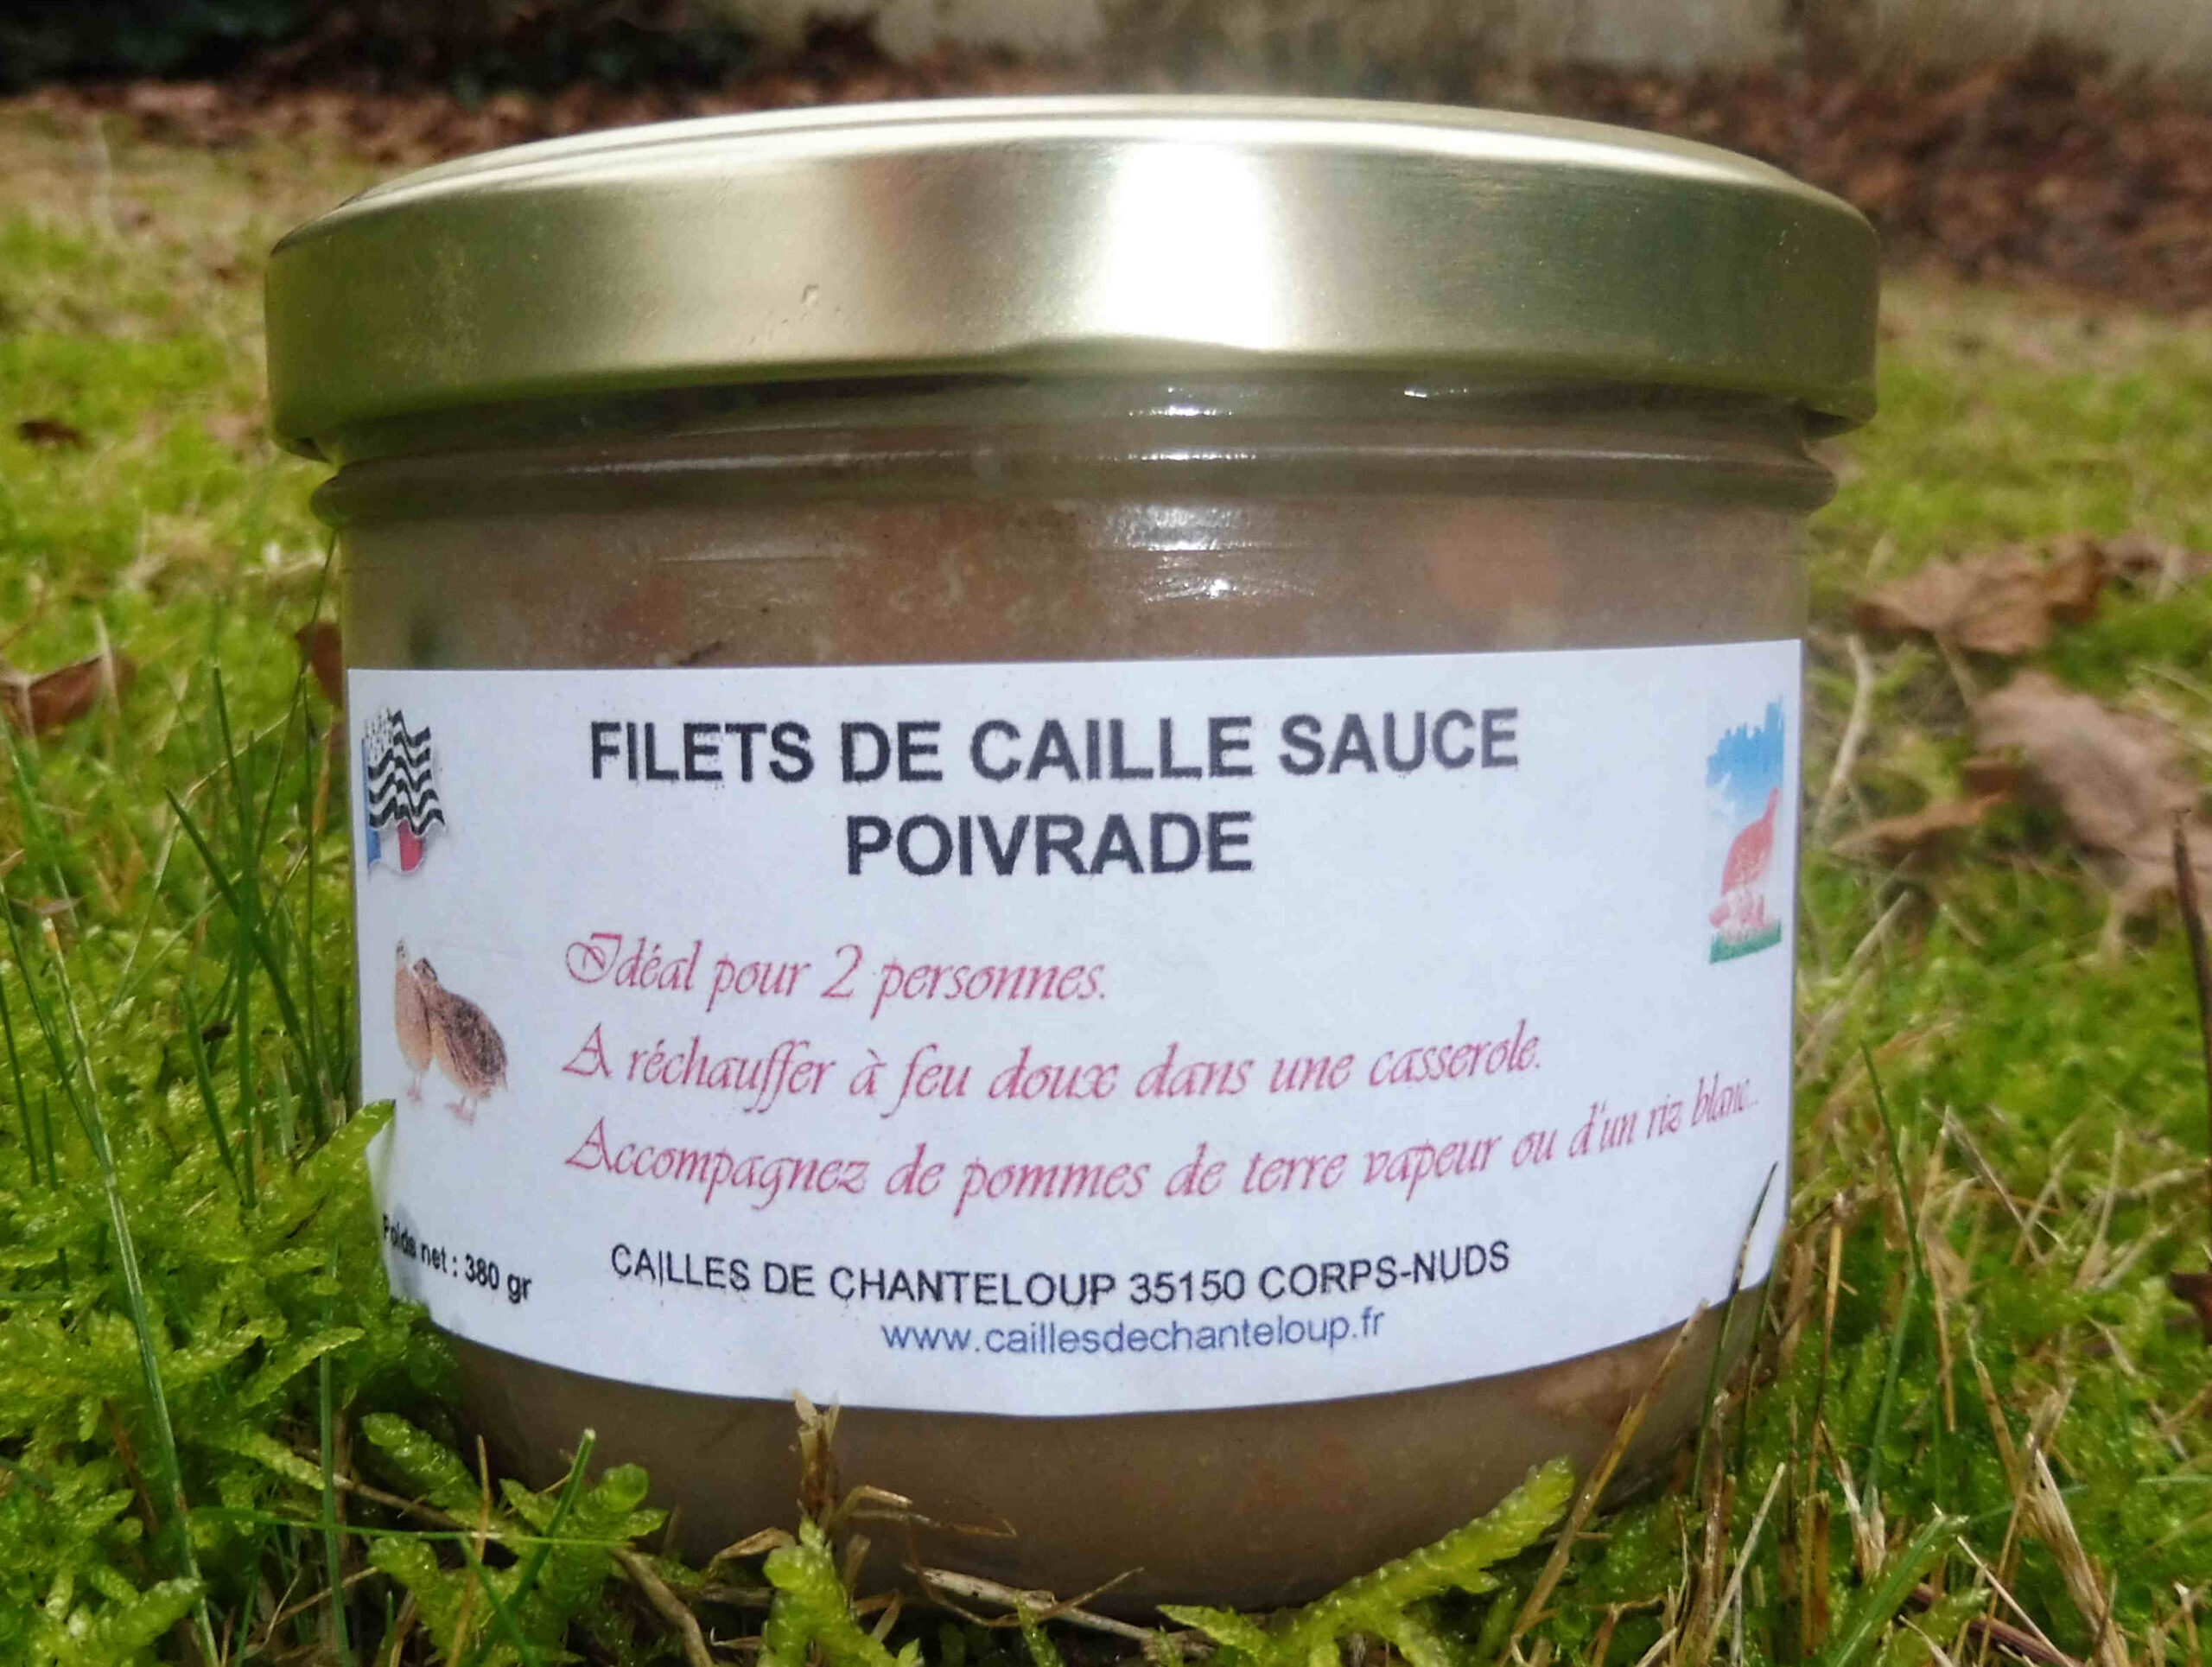 FILETS DE CAILLE SAUCE
POIVRADE
Idéal pour 2 personnes.
A réchauffer à feu doux dans une casserole.
Accompagnez de pommes de terre vapeur ou d'un riz blanc...
Poids net : 380 gr
CAILLES DE CHANTELOUP 35150 CORPS-NUDS
www.caillesdechanteloup.fr